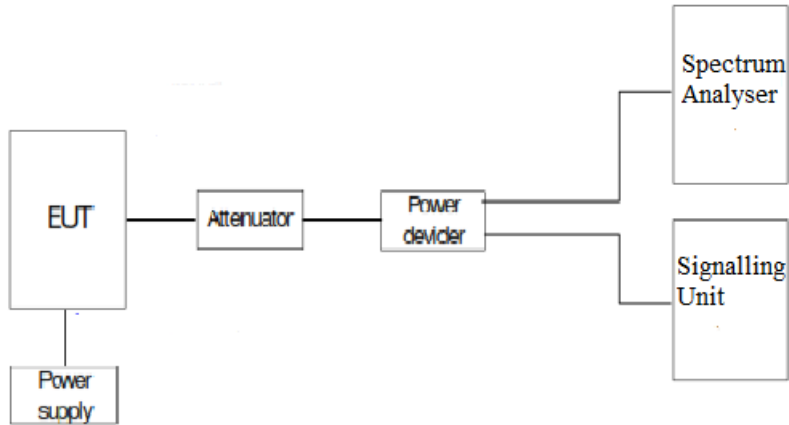 Spectrum
Analyser
EUT
Attenuator
Power
devider
Signalling
Unit
Power
supply